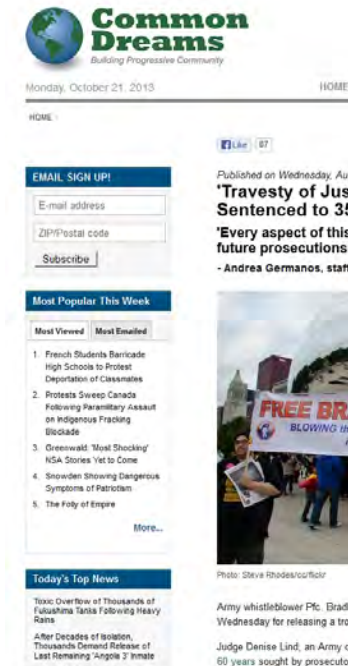 Common
Dreams
Building Progressive Community
Monday, October 21, 2013
HOME
HOME
Like 87
EMAIL SIGN UP!
E-mail address
ZIP/Postal code
Subscribe
Most Popular This Week
Most Viewed Most Emailed
1. French Students Barricade
High Schools to Protest
Deportation of Classmates
2. Protests Sweep Canada
Following Paramilitary Assault
on Indigenous Fracking
Blockade
3. Greenwald: 'Most Shocking'
NSA Stories Yet to Come
4. Snowden Showing Dangerous
Symptoms of Patriotism
5. The Folly of Empire
More...
Today's Top News
Toxic Overflow of Thousands of
Fukushima Tanks Following Heavy
Rains
After Decades of Isolation,
Thousands Demand Release of
Last Remaining 'Angola 3' Inmate
Published on Wednesday, Au
'Travesty of Jus
Sentenced to 35
'Every aspect of this
future prosecutions
- Andrea Germanos, staff
FREE BR
BLOWING th
Photo: Steve Rhodes/cc/flickr
Army whistleblower Pfc. Bradl
Wednesday for releasing a tro
Judge Denise Lind, an Army c
60 years sought by prosecut